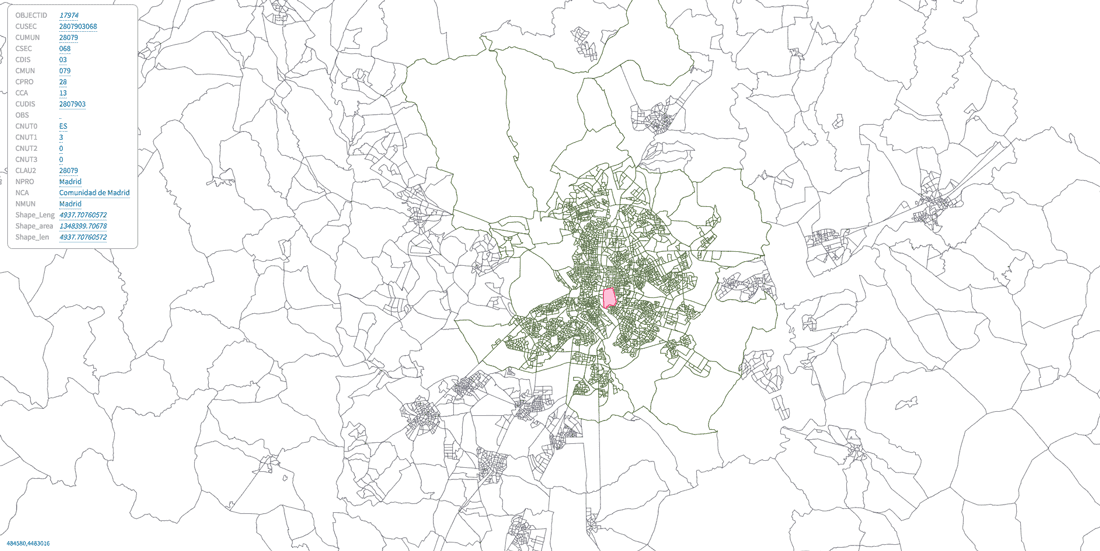 OBJECTID 17974
CUSEC 2807903068
CUMUN 28079
CSEC 068
CDIS 03
CMUN 079
CPRO 28
CCA 13
CUDIS 2807903
OBS
CNUT0 ES
CNUT1 3
CNUT2 0
CNUT3 0
CLAU2 28079
NPRO Madrid
NCA Comunidad de Madrid
NMUN Madrid
Shape_Leng 4937.70760572
Shape_area 1348399.70678
Shape_len 4937.70760572
484580,4483016